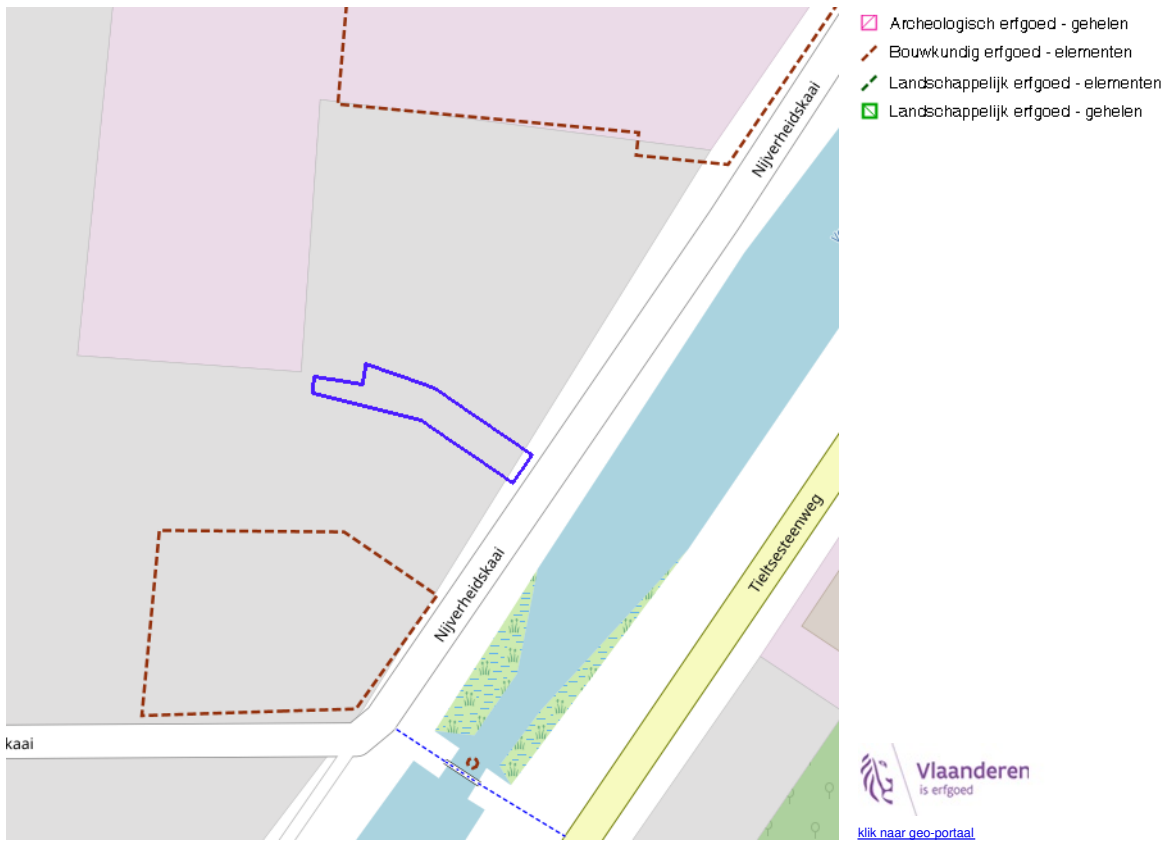 Archeologisch erfgoed - gehelen
Bouwkundig erfgoed - elementen
Landschappelijk erfgoed - elementen
Landschappelijk erfgoed - gehelen
Nijverheidskaai
Tieltsesteenweg
Nijverheidskaai
kaai
Vlaanderen
is erfgoed
klik naar geo-portaal